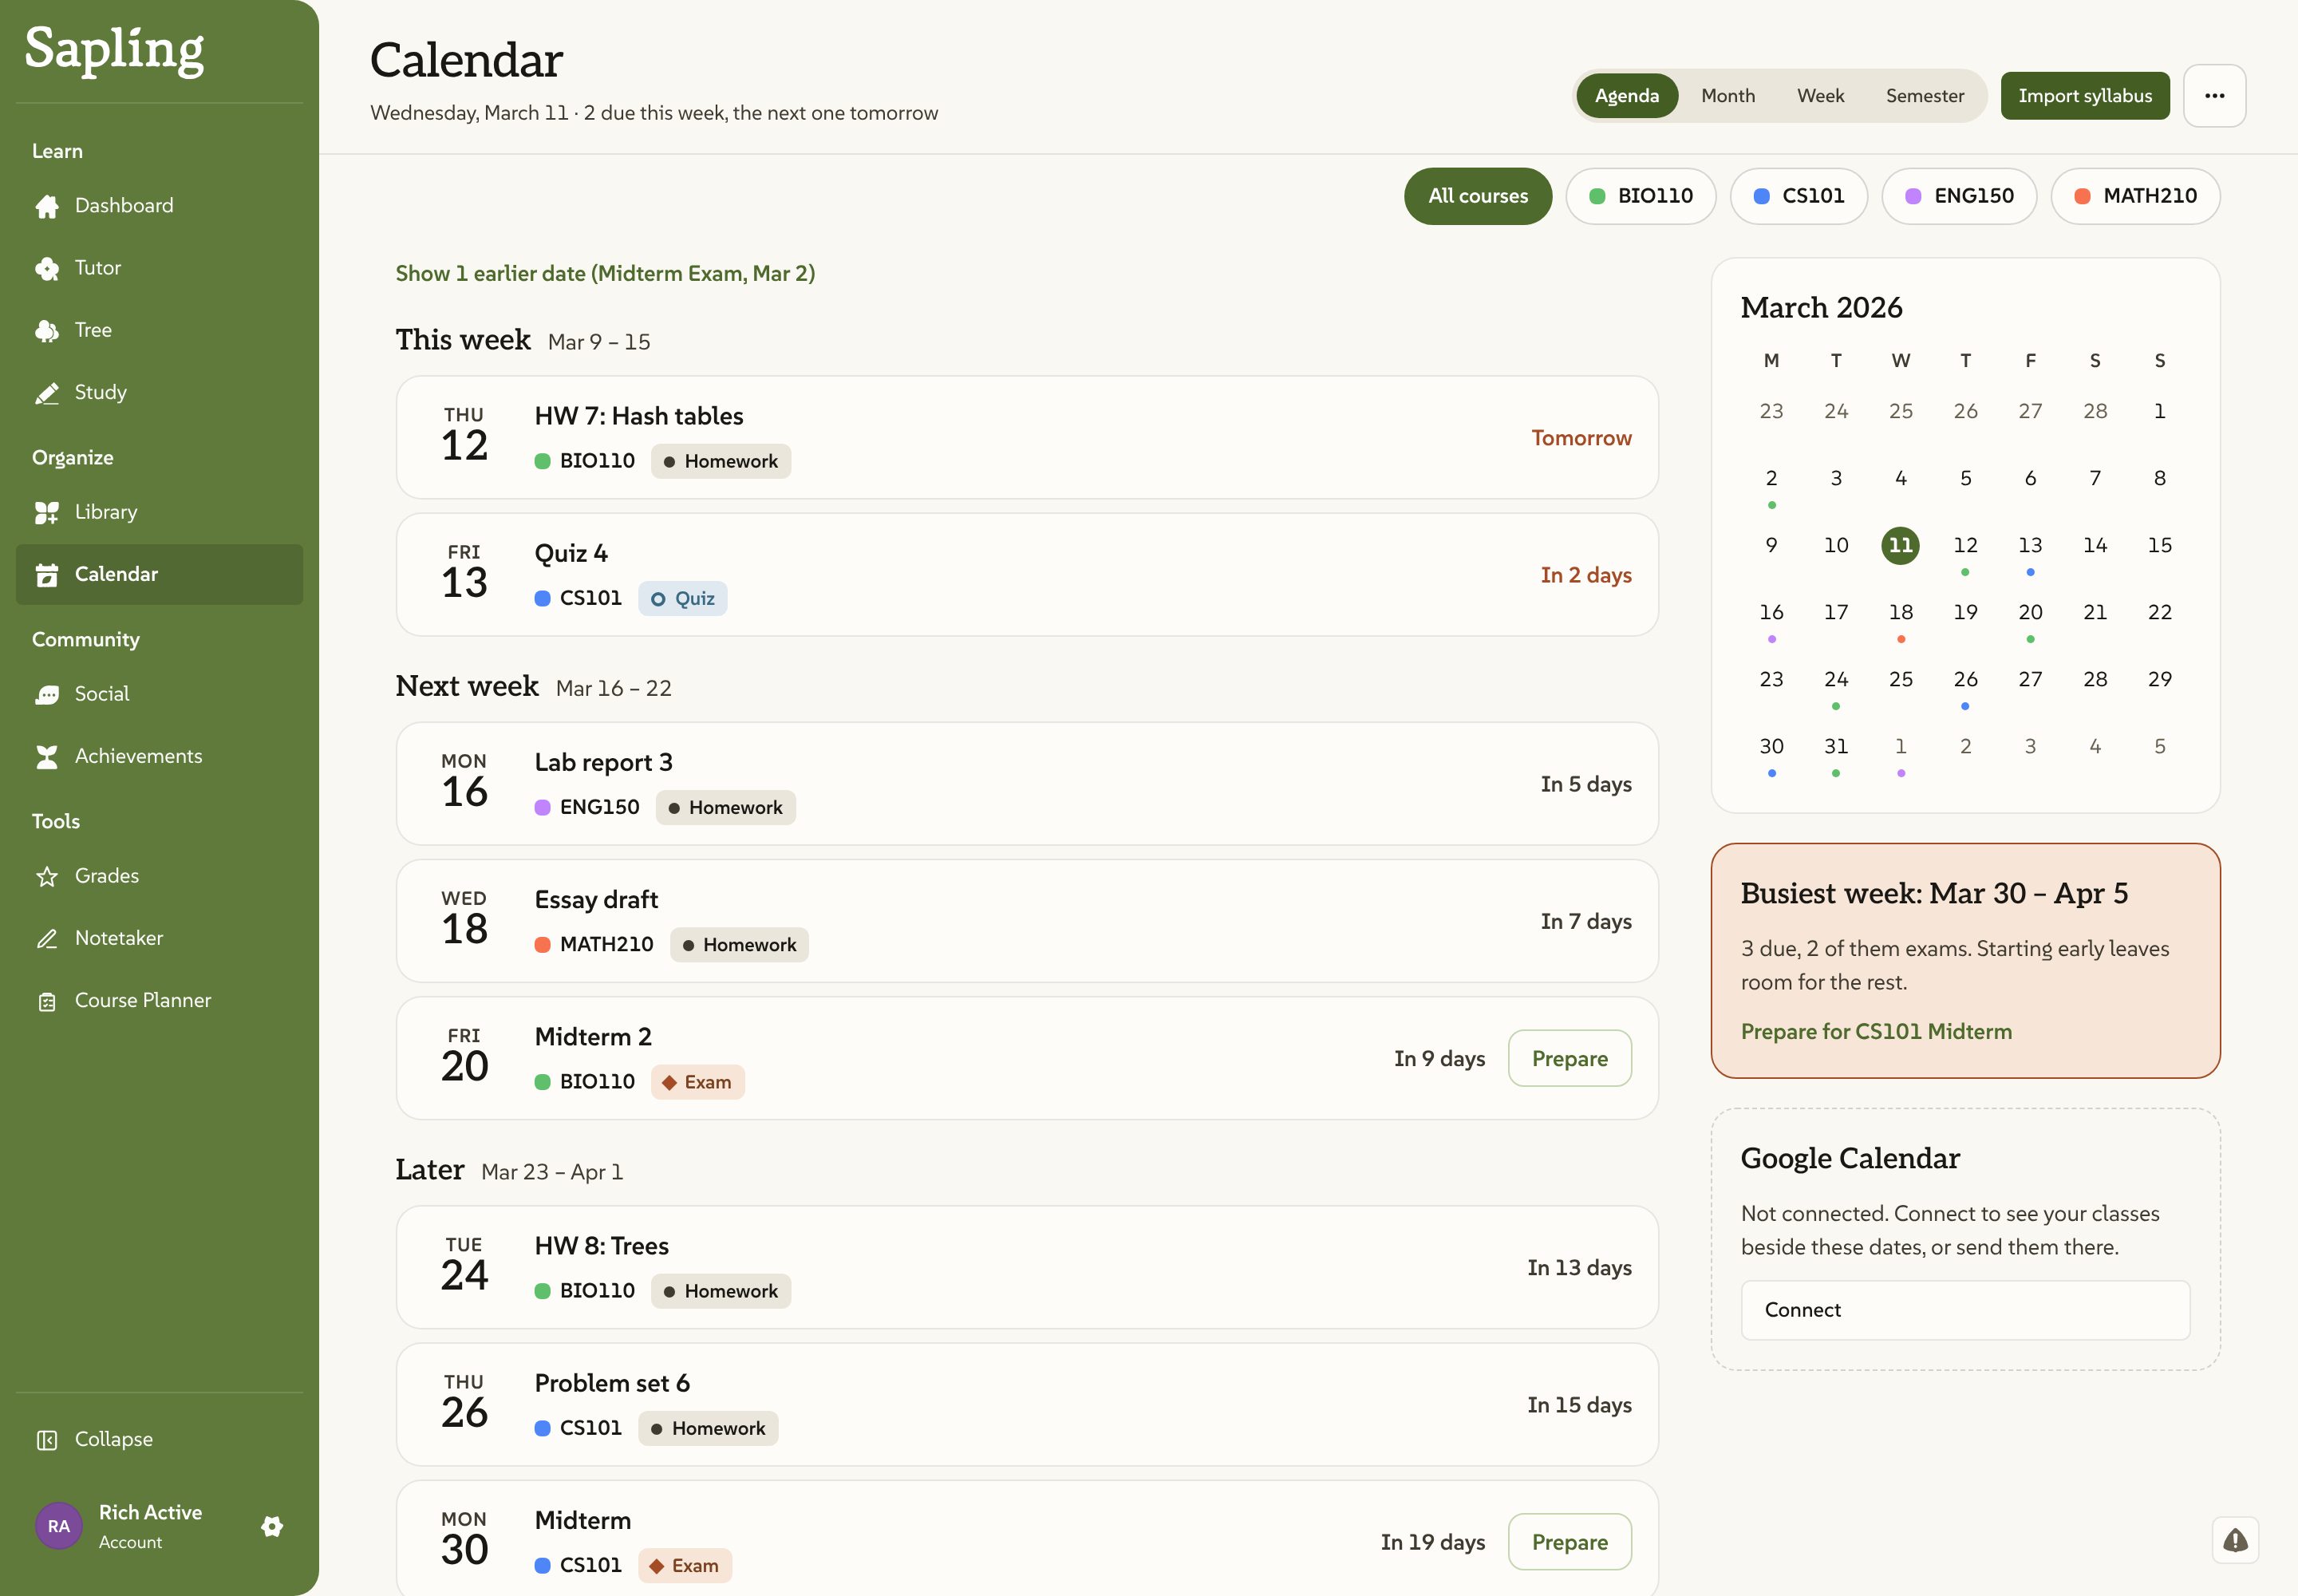 Sapling
Learn
Dashboard
Tutor
Tree
Study
Organize
Library
Calendar
Community
Social
Achievements
Tools
Grades
Notetaker
Course Planner
Collapse
RA
Rich Active
Account
Calendar
Wednesday, March 11 · 2 due this week, the next one tomorrow
Agenda Month Week Semester
Import syllabus
All courses BIO110 CS101 ENG150 MATH210
Show 1 earlier date (Midterm Exam, Mar 2)
This week Mar 9 – 15
THU
12
HW 7: Hash tables
BIO110 Homework
Tomorrow
FRI
13
Quiz 4
CS101 Quiz
In 2 days
Next week Mar 16 – 22
MON
16
Lab report 3
ENG150 Homework
In 5 days
WED
18
Essay draft
MATH210 Homework
In 7 days
FRI
20
Midterm 2
BIO110 Exam
In 9 days Prepare
Later Mar 23 – Apr 1
TUE
24
HW 8: Trees
BIO110 Homework
In 13 days
THU
26
Problem set 6
CS101 Homework
In 15 days
MON
30
Midterm
CS101 Exam
In 19 days Prepare
March 2026
M T W T F S S
23 24 25 26 27 28 1
2 3 4 5 6 7 8
9 10 11 12 13 14 15
16 17 18 19 20 21 22
23 24 25 26 27 28 29
30 31 1 2 3 4 5
Busiest week: Mar 30 – Apr 5
3 due, 2 of them exams. Starting early leaves
room for the rest.
Prepare for CS101 Midterm
Google Calendar
Not connected. Connect to see your classes
beside these dates, or send them there.
Connect